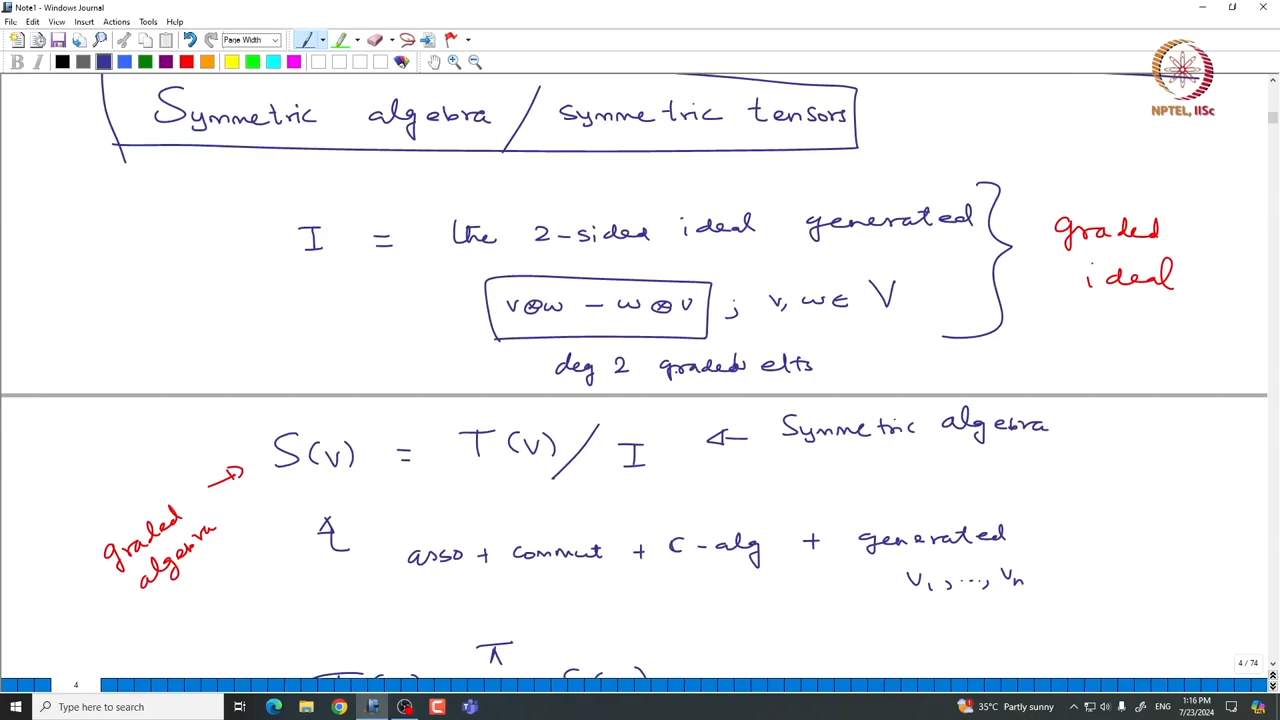 Note1 - Windows Journal
File Edit View Insert Actions Tools Help
Page Width
B I
NPTEL, IISc
Symmetric algebra / symmetric tensors
I = the 2-sided ideal generated
v⊗w - w⊗v ; v, w ∈ V
deg 2 graded elts
graded
ideal
S(V) = T(V) / I ← Symmetric algebra
graded
algebra
asso + commut + C-alg + generated
v₁, ..., vₙ
π
4 / 74
4
Type here to search
35°C Partly sunny
ENG
1:16 PM
7/23/2024